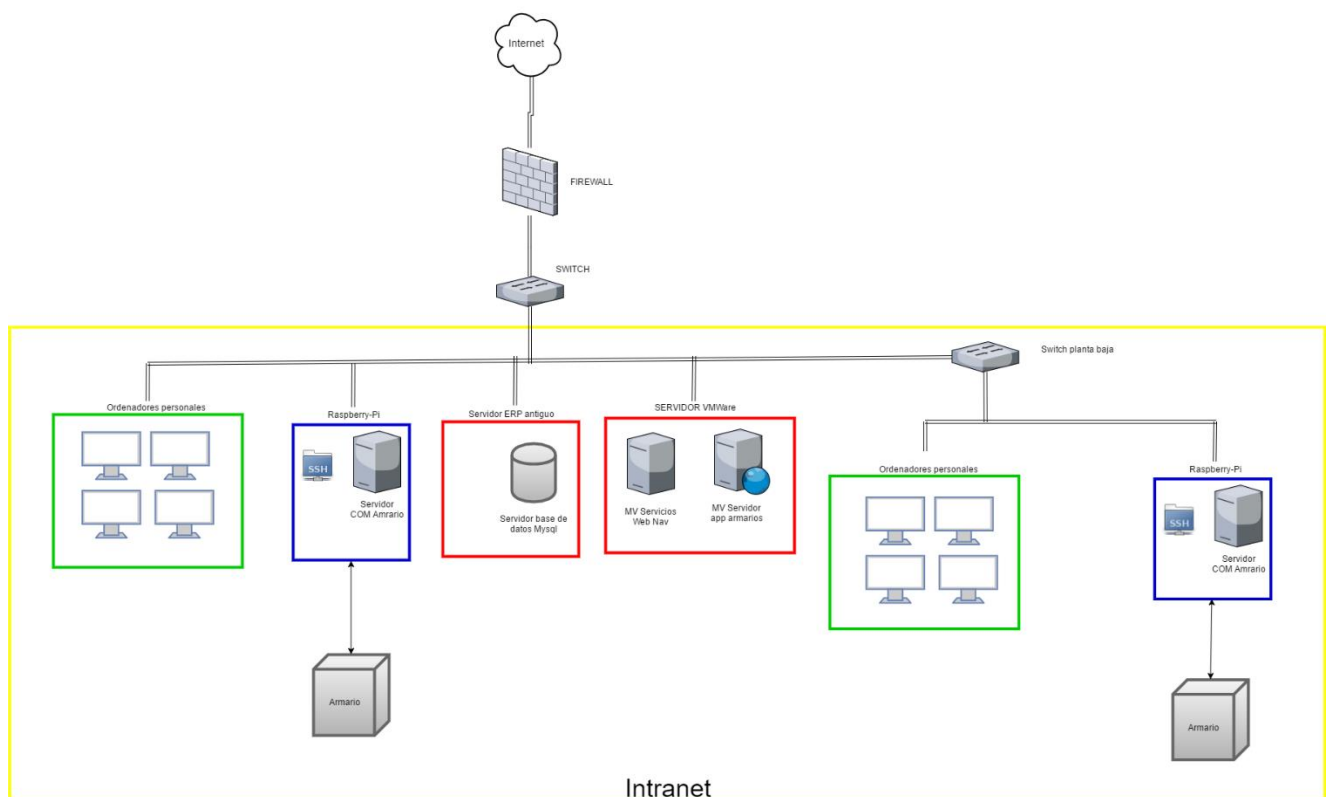 Internet
FIREWALL
SWITCH
Switch planta baja
Ordenadores personales
Raspberry-Pi
SSH
Servidor
COM Amrario
Servidor ERP antiguo
Servidor base de
datos Mysql
SERVIDOR VMWare
MV Servicios
Web Nav
MV Servidor
app armarios
Ordenadores personales
Raspberry-Pi
SSH
Servidor
COM Amrario
Armario
Armario
Intranet